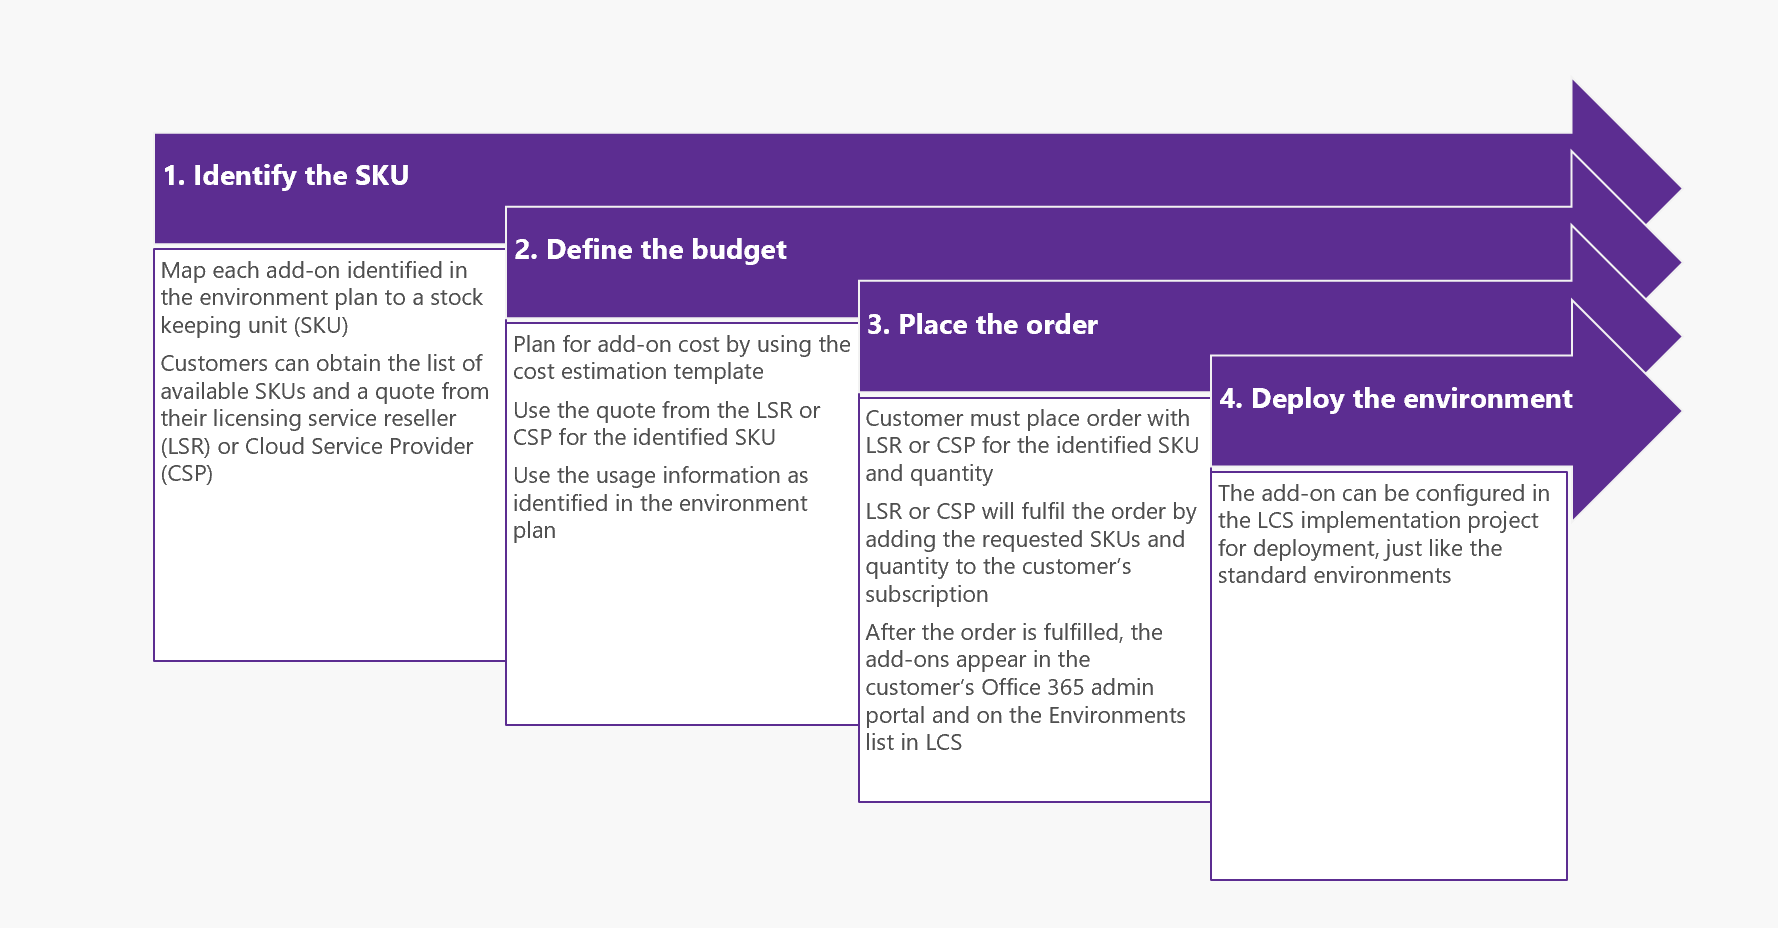 1. Identify the SKU
Map each add-on identified in
the environment plan to a stock
keeping unit (SKU)
Customers can obtain the list of
available SKUs and a quote from
their licensing service reseller
(LSR) or Cloud Service Provider
(CSP)
2. Define the budget
Plan for add-on cost by using the
cost estimation template
Use the quote from the LSR or
CSP for the identified SKU
Use the usage information as
identified in the environment
plan
3. Place the order
Customer must place order with
LSR or CSP for the identified SKU
and quantity
LSR or CSP will fulfil the order by
adding the requested SKUs and
quantity to the customer’s
subscription
After the order is fulfilled, the
add-ons appear in the
customer’s Office 365 admin
portal and on the Environments
list in LCS
4. Deploy the environment
The add-on can be configured in
the LCS implementation project
for deployment, just like the
standard environments